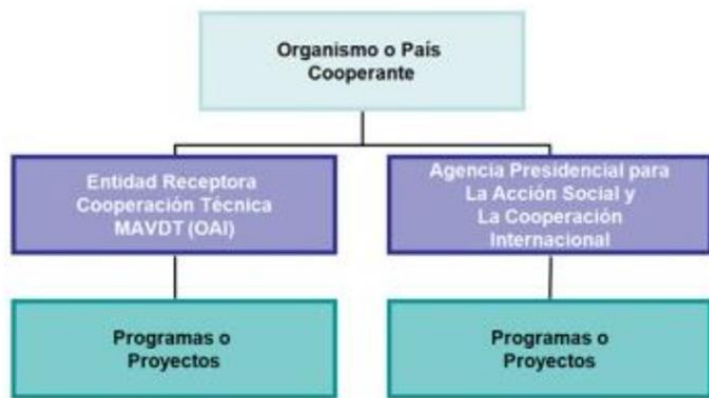 Organismo o País
Cooperante
Entidad Receptora
Cooperación Técnica
MAVDT (OAI)
Agencia Presidencial para
La Acción Social y
La Cooperación
Internacional
Programas o
Proyectos
Programas o
Proyectos